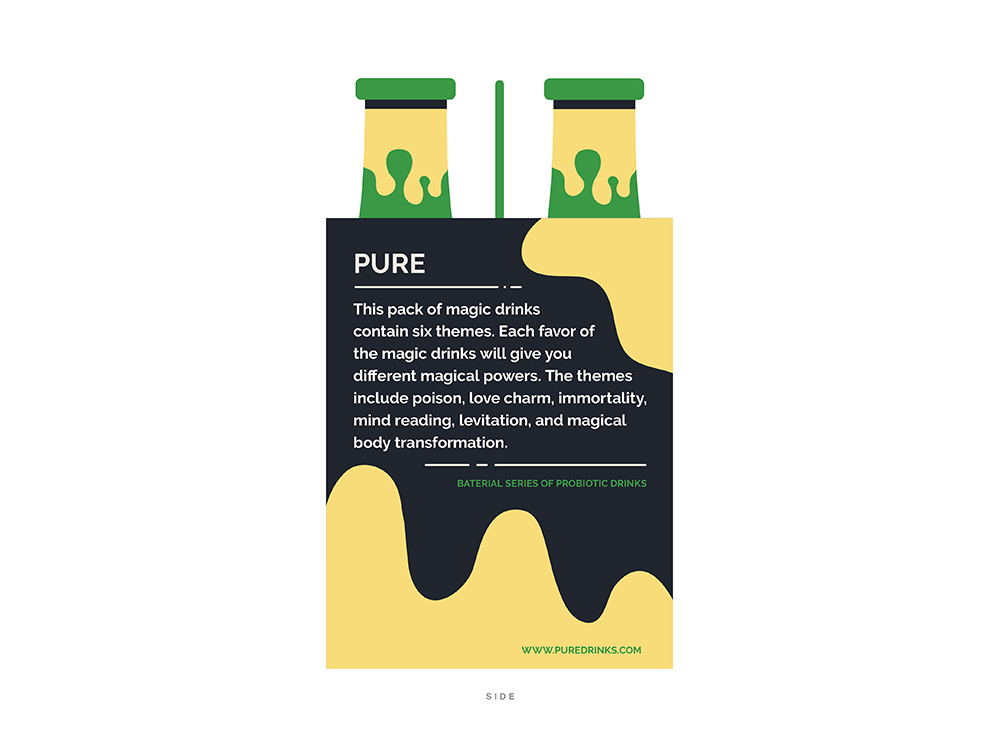 PURE
This pack of magic drinks
contain six themes. Each favor of
the magic drinks will give you
different magical powers. The themes
include poison, love charm, immortality,
mind reading, levitation, and magical
body transformation.
BATERIAL SERIES OF PROBIOTIC DRINKS
WWW.PUREDRINKS.COM
SIDE